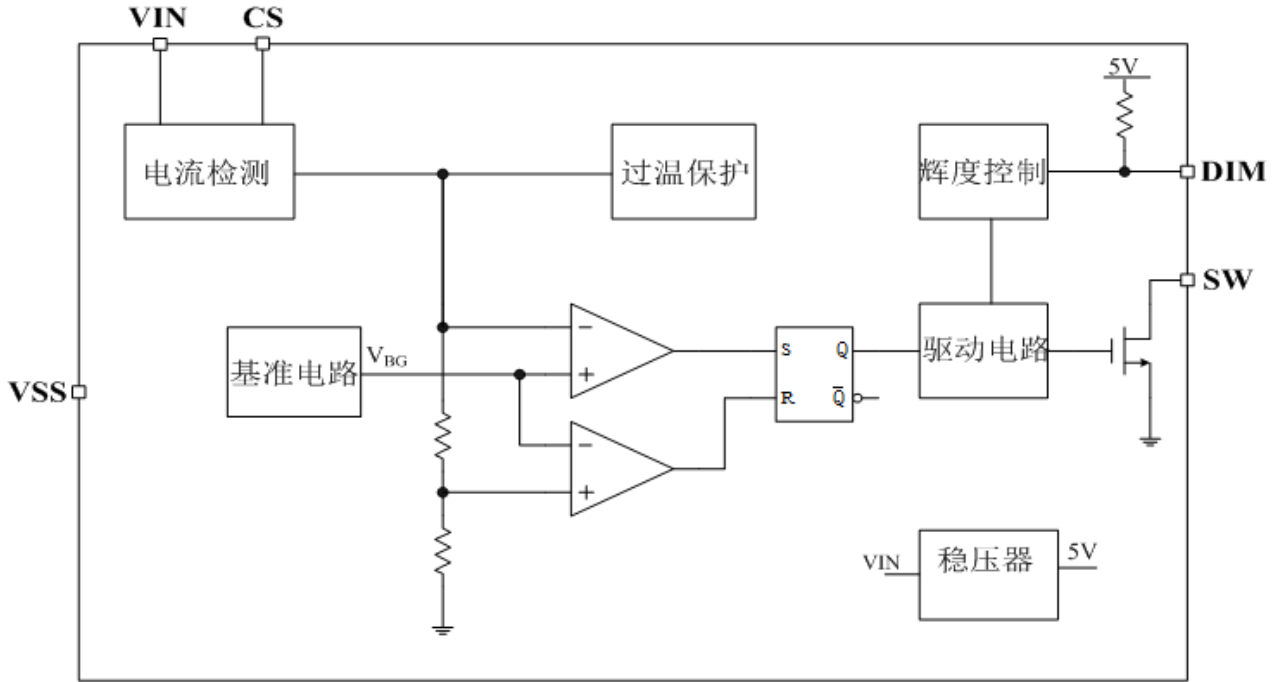 VIN
CS
5V
电流检测
过温保护
辉度控制
DIM
SW
基准电路
VBG
−
+
S
Q
驱动电路
VSS
R
Q̅
−
+
VIN
稳压器
5V